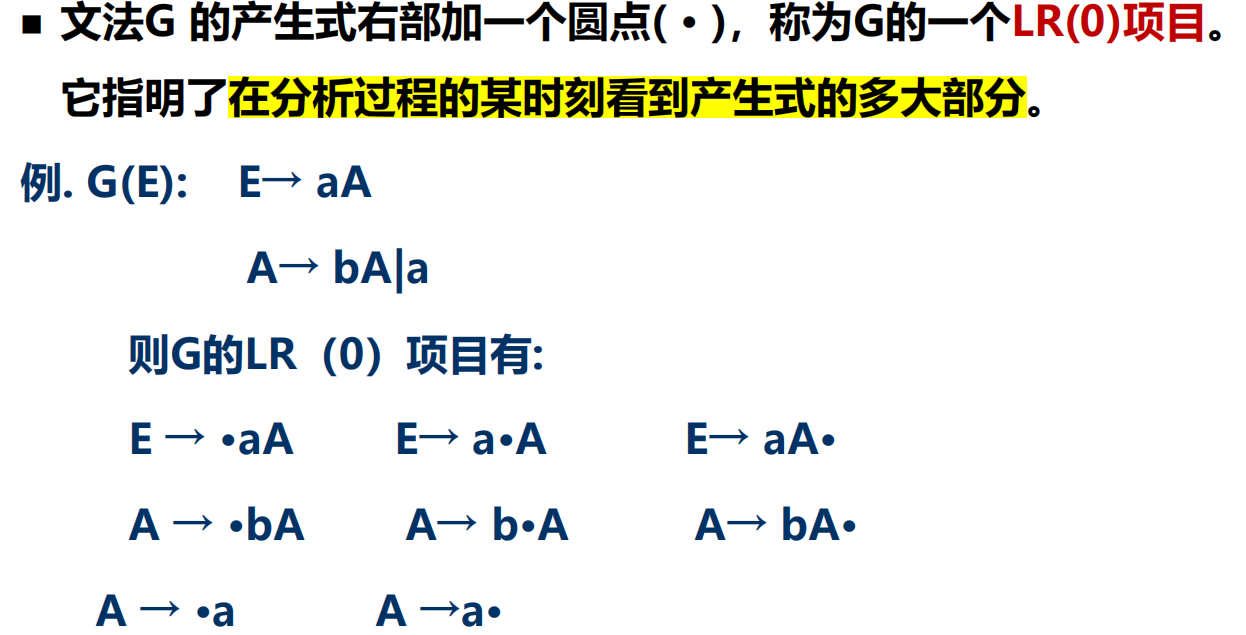 ■ 文法G 的产生式右部加一个圆点( • )，称为G的一个LR(0)项目。
它指明了在分析过程的某时刻看到产生式的多大部分。
例. G(E): E→ aA
A→ bA|a
则G的LR（0）项目有:
E → •aA E→ a•A E→ aA•
A → •bA A→ b•A A→ bA•
A → •a A →a•